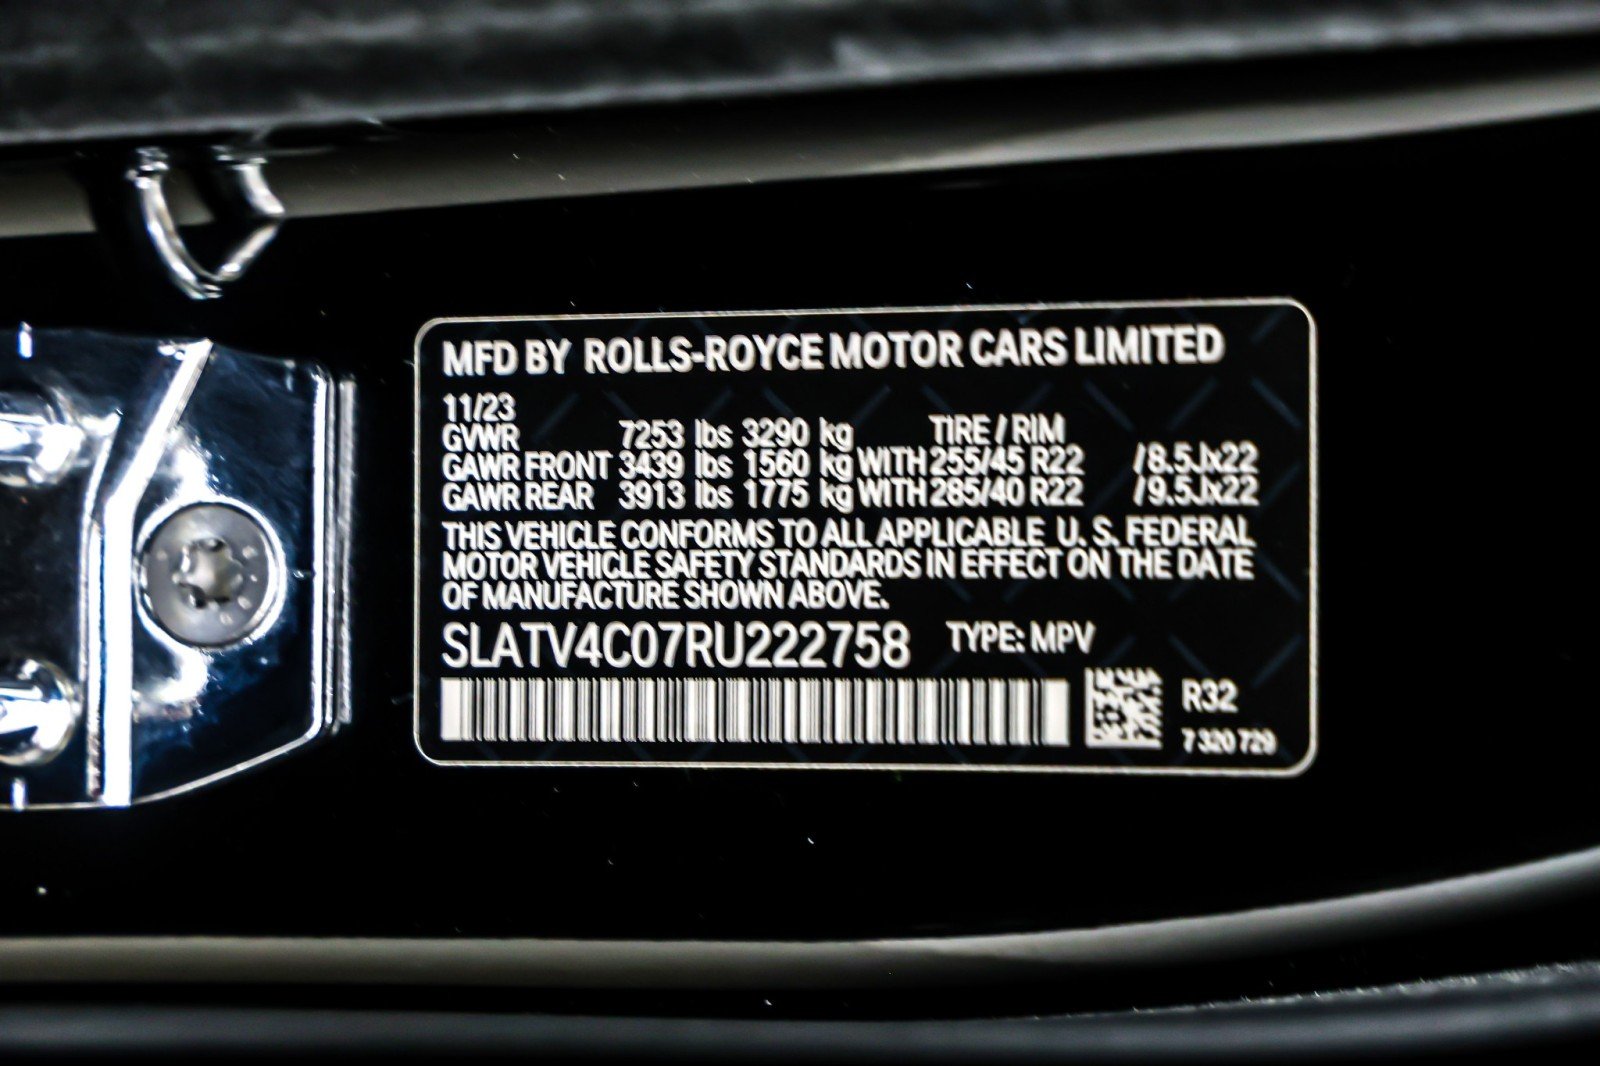 MFD BY ROLLS-ROYCE MOTOR CARS LIMITED
11/23
GVWR 7253 lbs 3290 kg TIRE / RIM
GAWR FRONT 3439 lbs 1560 kg WITH 255/45 R22 /8.5Jx22
GAWR REAR 3913 lbs 1775 kg WITH 285/40 R22 /9.5Jx22
THIS VEHICLE CONFORMS TO ALL APPLICABLE U. S. FEDERAL
MOTOR VEHICLE SAFETY STANDARDS IN EFFECT ON THE DATE
OF MANUFACTURE SHOWN ABOVE.
SLATV4C07RU222758 TYPE: MPV
R32
7 320 729